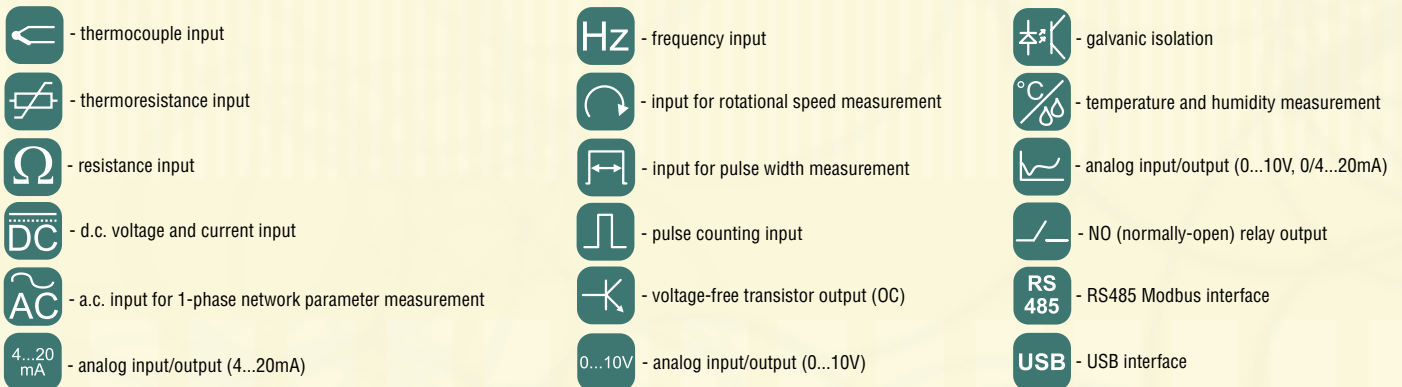 - thermocouple input
- thermoresistance input
Ω - resistance input
DC - d.c. voltage and current input
AC - a.c. input for 1-phase network parameter measurement
4...20 mA - analog input/output (4...20mA)
Hz - frequency input
- input for rotational speed measurement
- input for pulse width measurement
- pulse counting input
- voltage-free transistor output (OC)
0...10V - analog input/output (0...10V)
- galvanic isolation
°C - temperature and humidity measurement
- analog input/output (0...10V, 0/4...20mA)
- NO (normally-open) relay output
RS 485 - RS485 Modbus interface
USB - USB interface